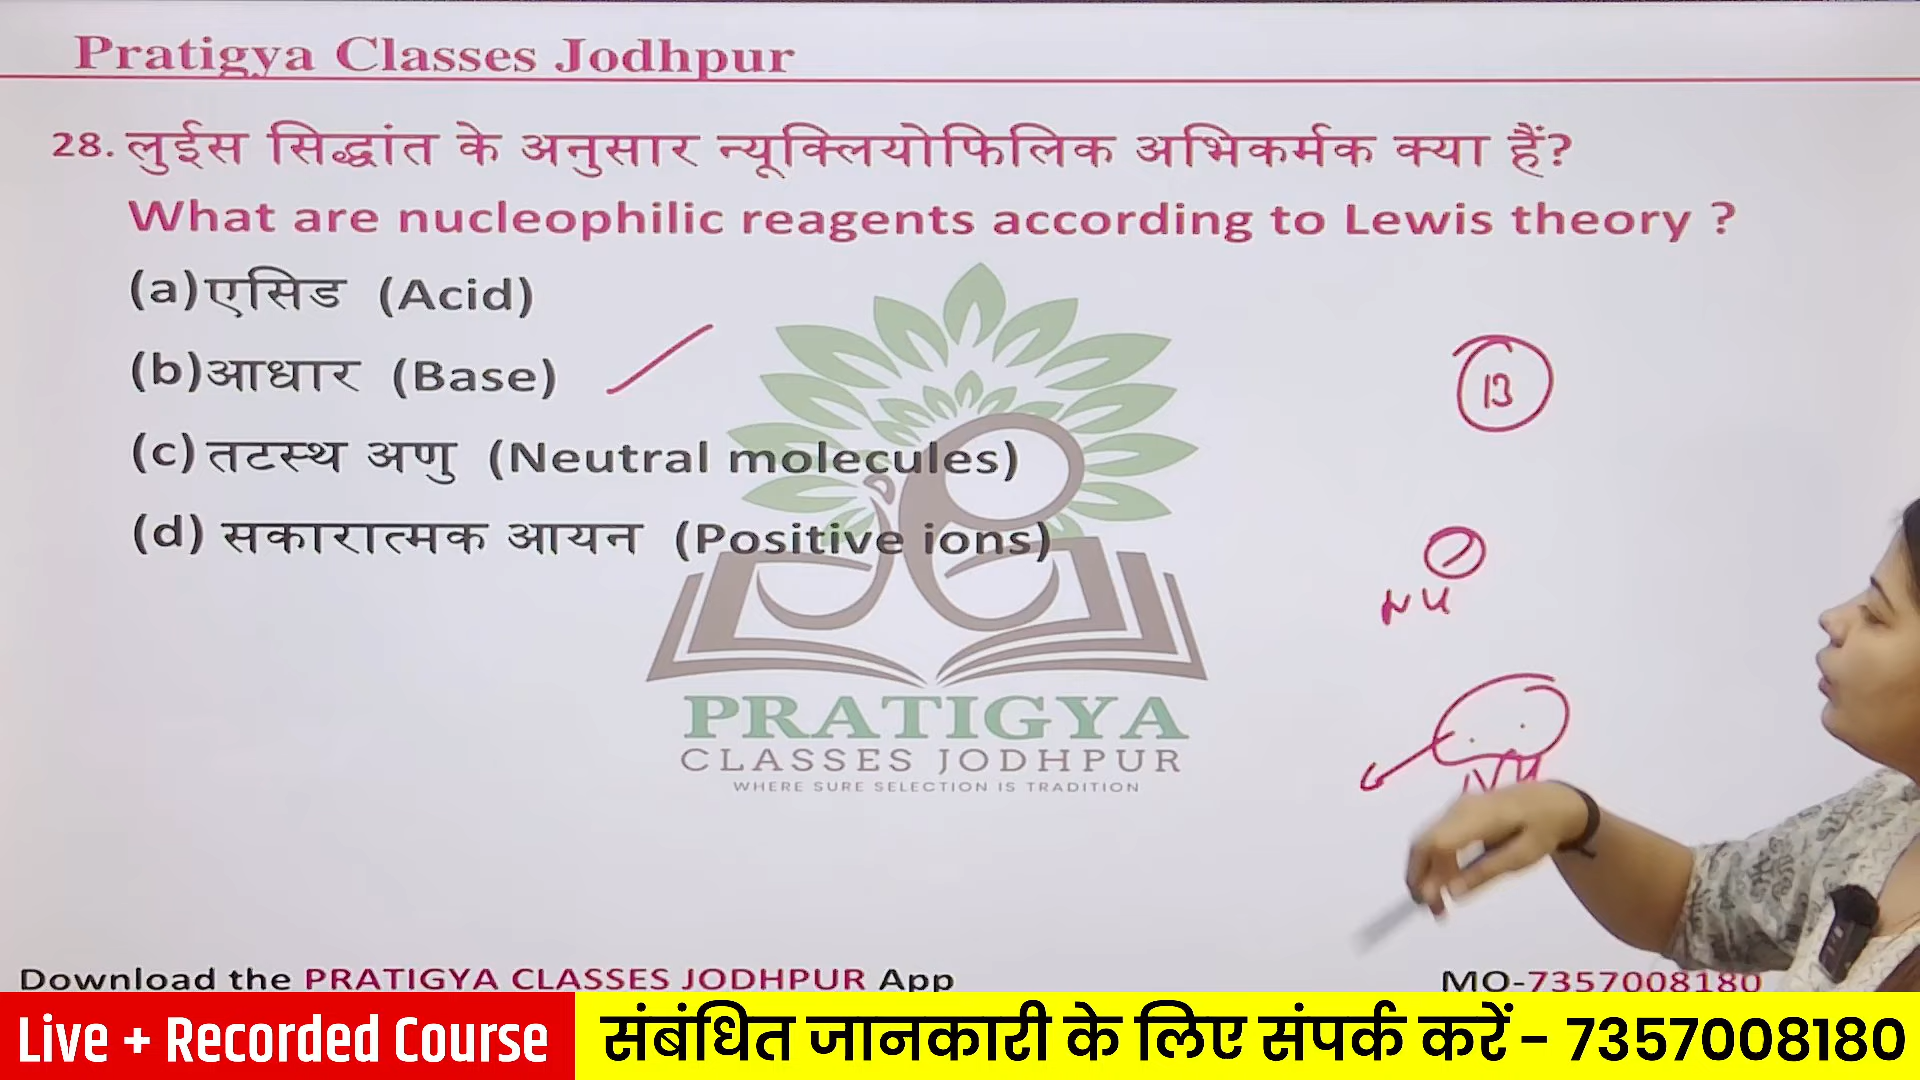 Pratigya Classes Jodhpur
28. लुईस सिद्धांत के अनुसार न्यूक्लियोफिलिक अभिकर्मक क्या हैं?
What are nucleophilic reagents according to Lewis theory ?
(a) एसिड (Acid)
(b) आधार (Base)
B
(c) तटस्थ अणु (Neutral molecules)
(d) सकारात्मक आयन (Positive ions)
NU
NU
PRATIGYA
CLASSES JODHPUR
WHERE SURE SELECTION IS TRADITION
Download the PRATIGYA CLASSES JODHPUR App
MO-7357008180
Live + Recorded Course
संबंधित जानकारी के लिए संपर्क करें - 7357008180